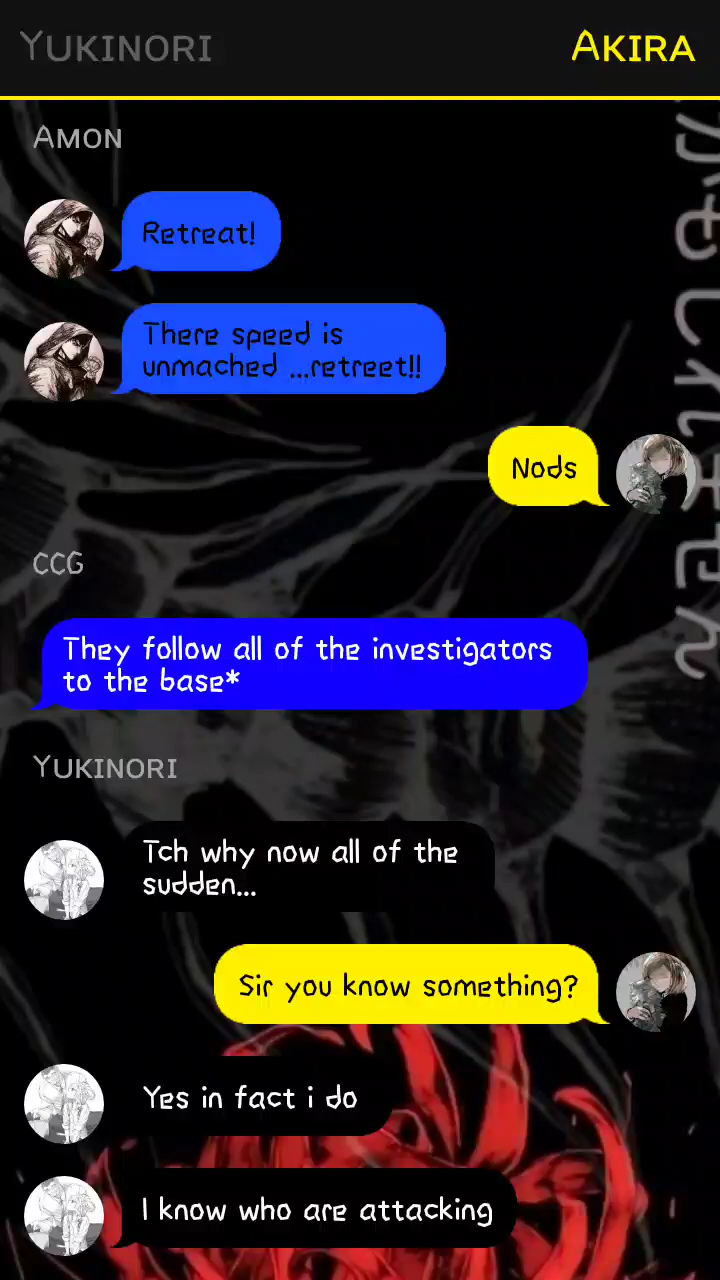 YUKINORI
AKIRA
AMON
Retreat!
There speed is
unmached ...retreet!!
Nods
CCG
They follow all of the investigators
to the base*
YUKINORI
Tch why now all of the
sudden...
Sir you know something?
Yes in fact i do
I know who are attacking